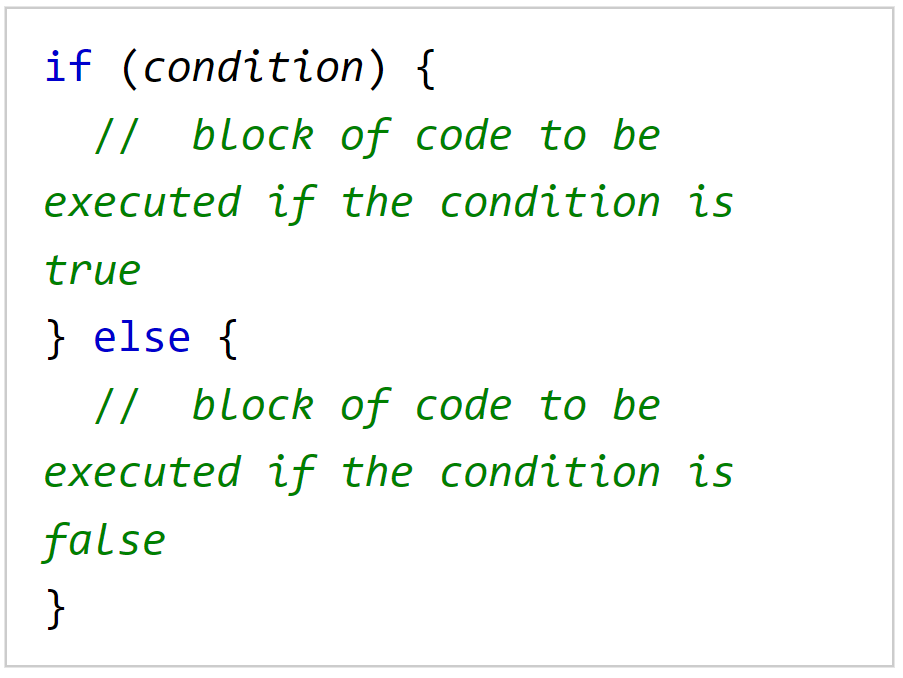 if (condition) {
  //  block of code to be
executed if the condition is
true
} else {
  //  block of code to be
executed if the condition is
false
}